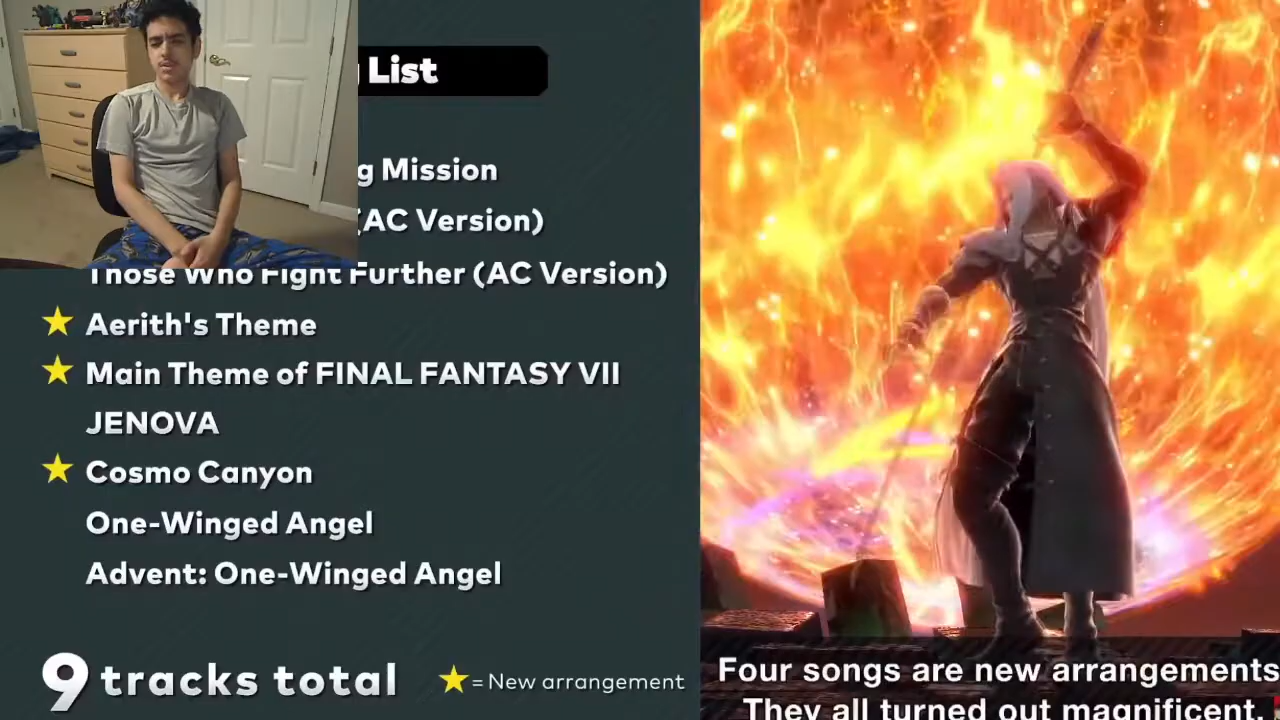 List
g Mission
(AC Version)
Those Who Fight Further (AC Version)
Aerith's Theme
Main Theme of FINAL FANTASY VII
JENOVA
Cosmo Canyon
One-Winged Angel
Advent: One-Winged Angel
9 tracks total
= New arrangement
Four songs are new arrangements
They all turned out magnificent.